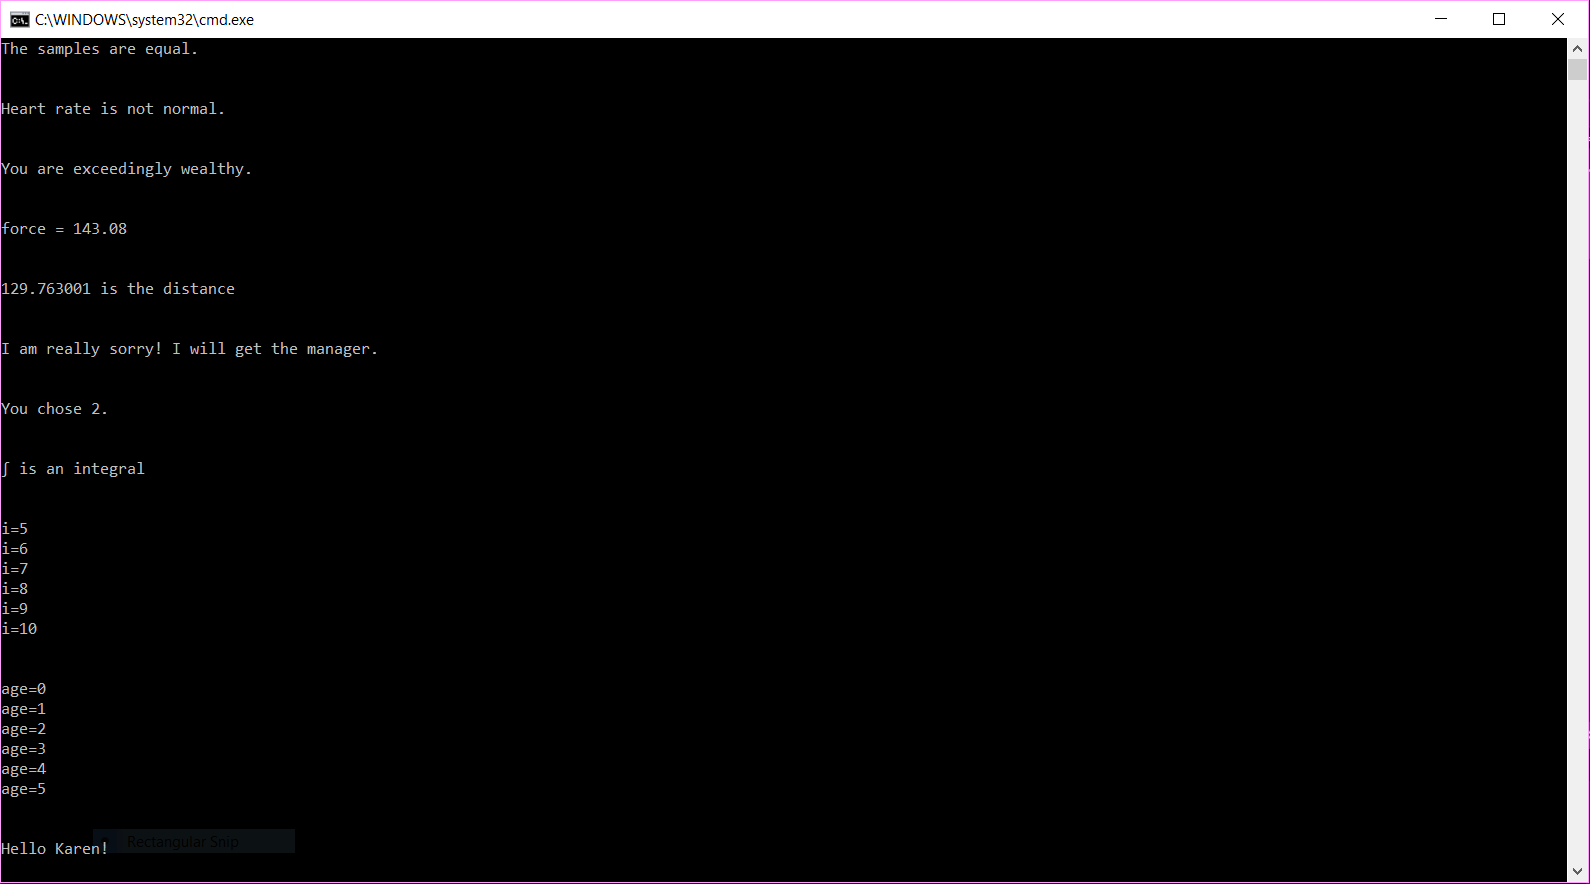 C:\WINDOWS\system32\cmd.exe
The samples are equal.
Heart rate is not normal.
You are exceedingly wealthy.
force = 143.08
129.763001 is the distance
I am really sorry! I will get the manager.
You chose 2.
∫ is an integral
i=5
i=6
i=7
i=8
i=9
i=10
age=0
age=1
age=2
age=3
age=4
age=5
Rectangular Snip
Hello Karen!